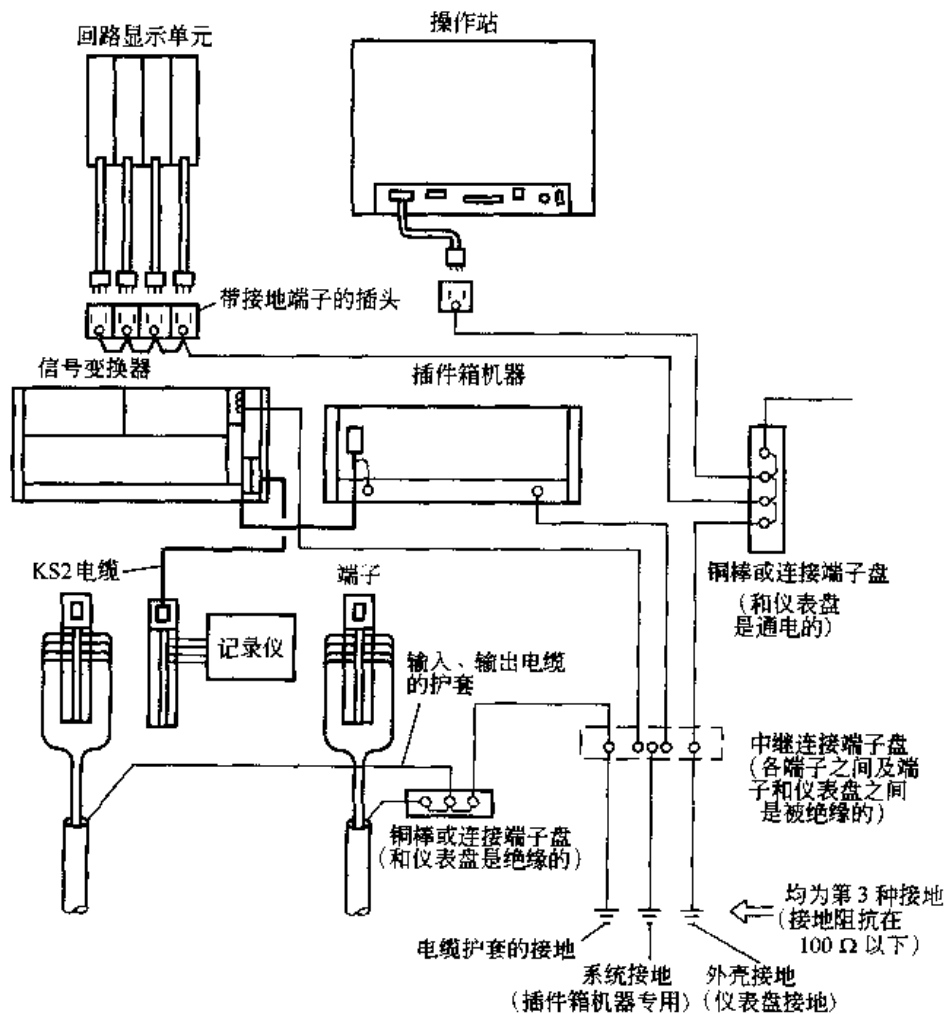 操作站
回路显示单元
带接地端子的插头
信号变换器
插件箱机器
铜棒或连接端子盘
(和仪表盘
是通电的)
KS2电缆
端子
记录仪
输入、输出电缆
的护套
中继连接端子盘
(各端子之间及端
子和仪表盘之间
是被绝缘的)
铜棒或连接端子盘
(和仪表盘是绝缘的)
均为第3种接地
(接地阻抗在
100 Ω 以下)
电缆护套的接地
系统接地
(插件箱机器专用)
外壳接地
(仪表盘接地)